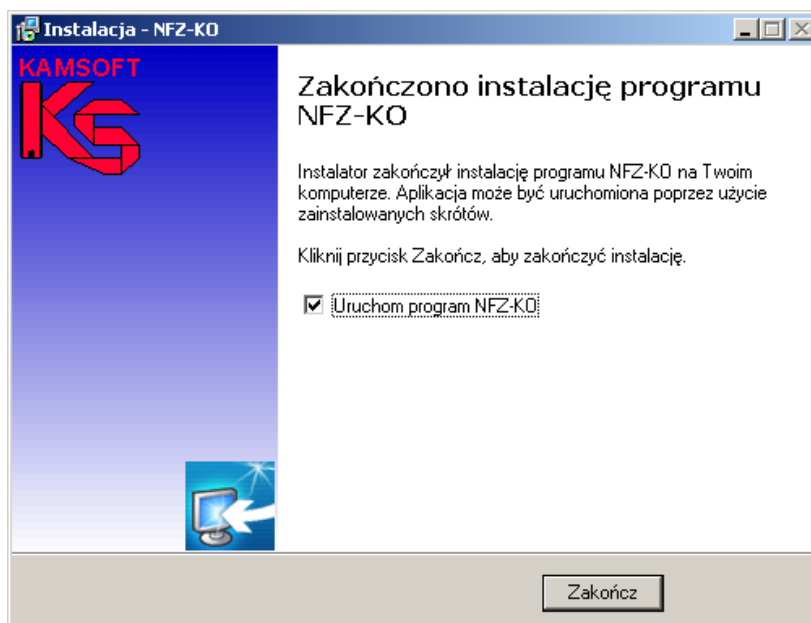 Instalacja - NFZ-KO
KAMSOFT
KS
Zakończono instalację programu
NFZ-KO
Instalator zakończył instalację programu NFZ-KO na Twoim
komputerze. Aplikacja może być uruchomiona poprzez użycie
zainstalowanych skrótów.
Kliknij przycisk Zakończ, aby zakończyć instalację.
Uruchom program NFZ-KO
Zakończ